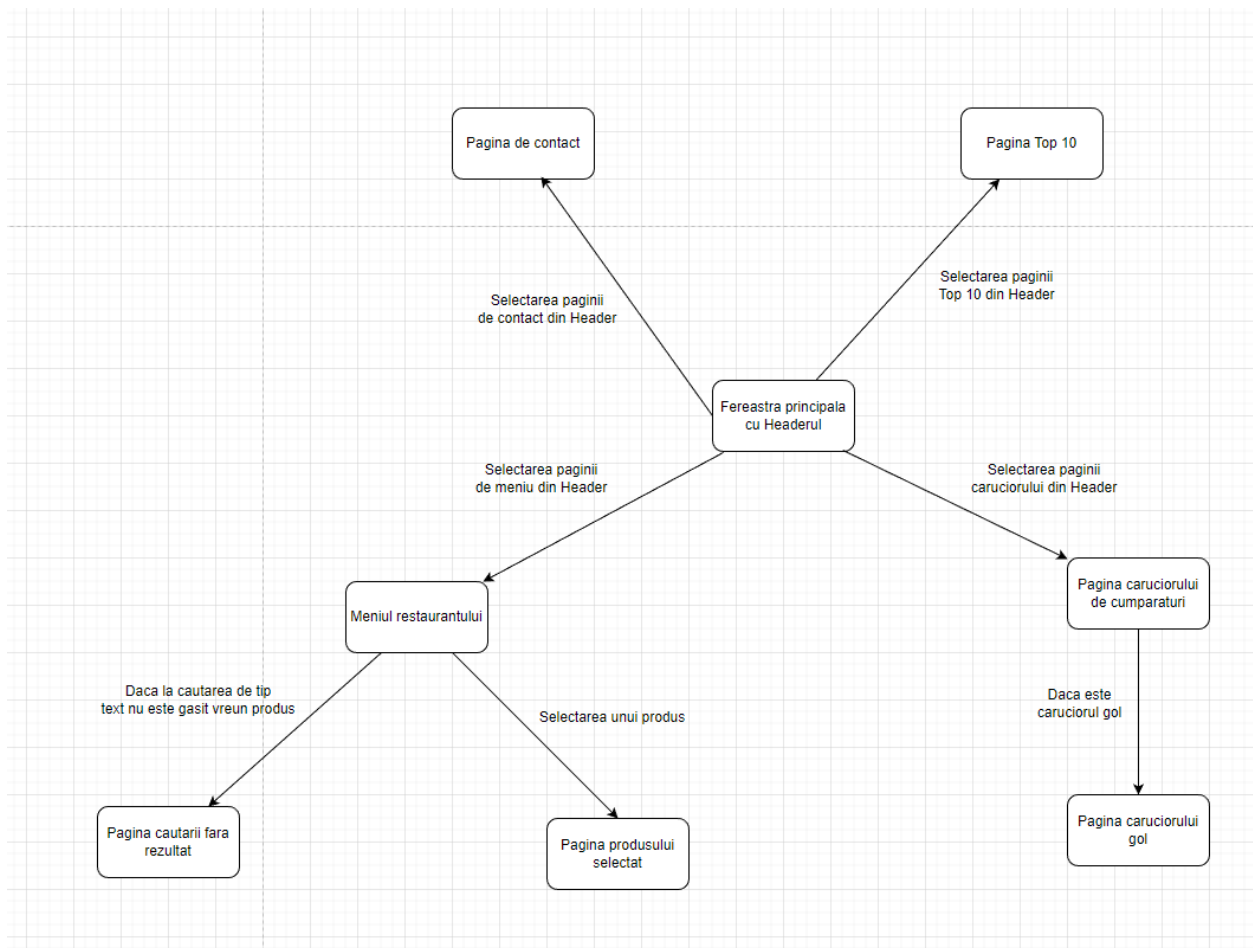 Pagina de contact
Pagina Top 10
Selectarea paginii
Top 10 din Header
Selectarea paginii
de contact din Header
Fereastra principala
cu Headerul
Selectarea paginii
de meniu din Header
Selectarea paginii
caruciorului din Header
Meniul restaurantului
Pagina caruciorului
de cumparaturi
Daca la cautarea de tip
text nu este gasit vreun produs
Selectarea unui produs
Daca este
caruciorul gol
Pagina cautarii fara
rezultat
Pagina produsului
selectat
Pagina caruciorului
gol